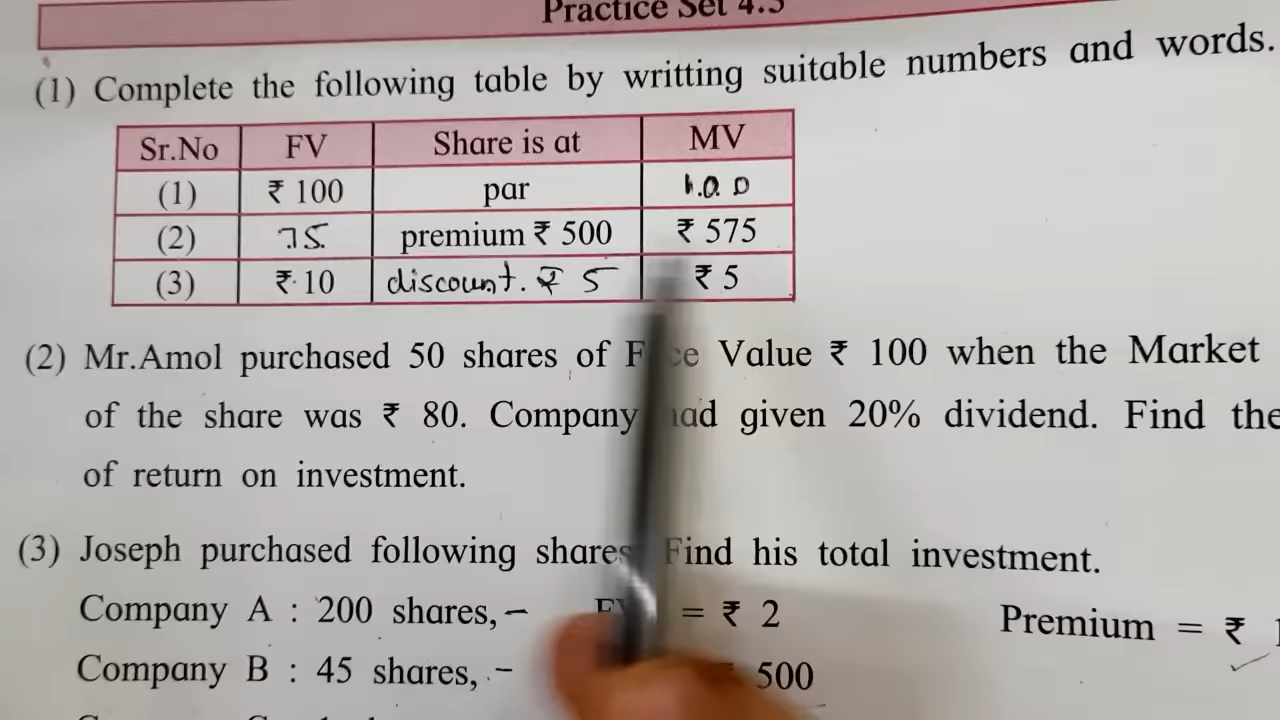 Practice Set 4.3
(1) Complete the following table by writting suitable numbers and words.
Sr.No FV Share is at MV
(1) ₹ 100 par 100
(2) 75. premium ₹ 500 ₹ 575
(3) ₹ 10 discount. ₹ 5 ₹ 5
(2) Mr.Amol purchased 50 shares of Face Value ₹ 100 when the Market
of the share was ₹ 80. Company had given 20% dividend. Find the
of return on investment.
(3) Joseph purchased following shares Find his total investment.
Company A : 200 shares, – = ₹ 2 Premium = ₹
Company B : 45 shares, – 500